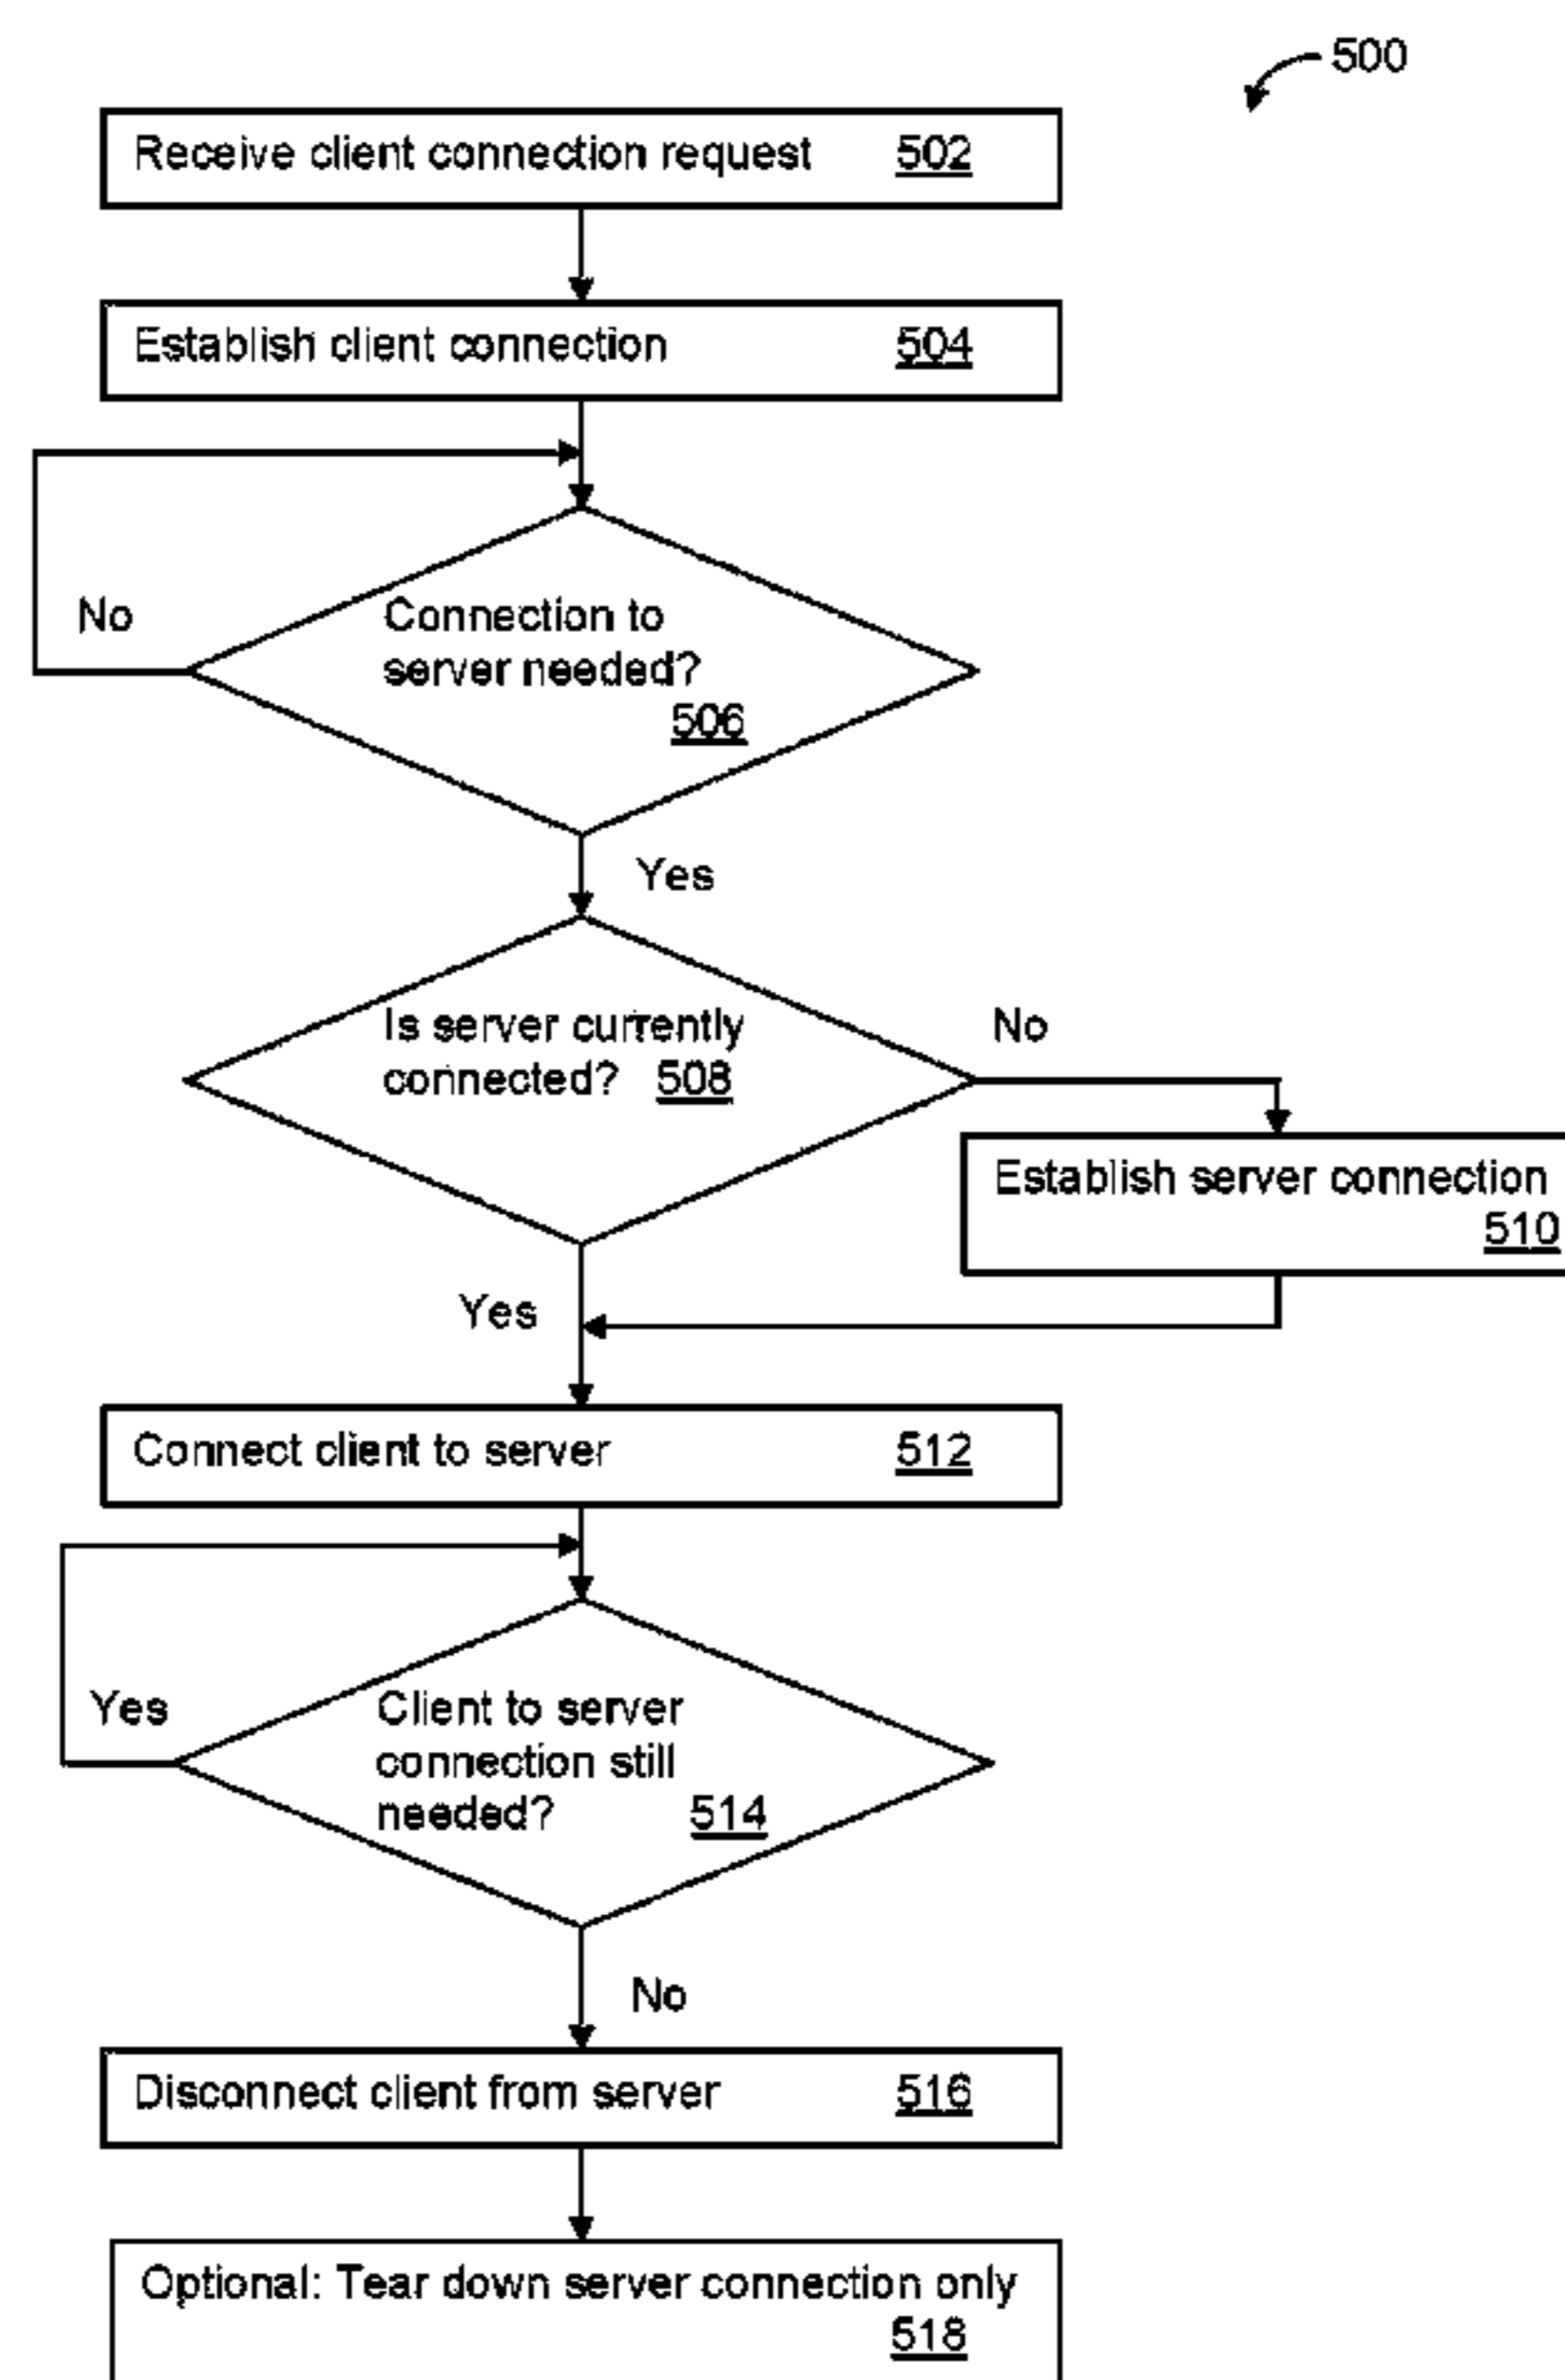 500
Receive client connection request 502
Establish client connection 504
No
Connection to
server needed?
506
Yes
Is server currently
connected? 508
No
Establish server connection
510
Yes
Connect client to server 512
Yes
Client to server
connection still
needed? 514
No
Disconnect client from server 516
Optional: Tear down server connection only
518